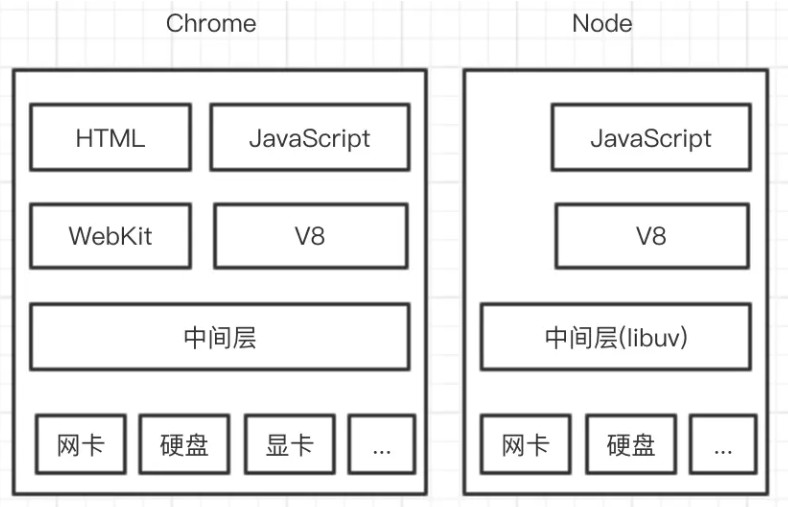 Chrome
Node
HTML
JavaScript
JavaScript
WebKit
V8
V8
中间层
中间层(libuv)
网卡
硬盘
显卡
...
网卡
硬盘
...